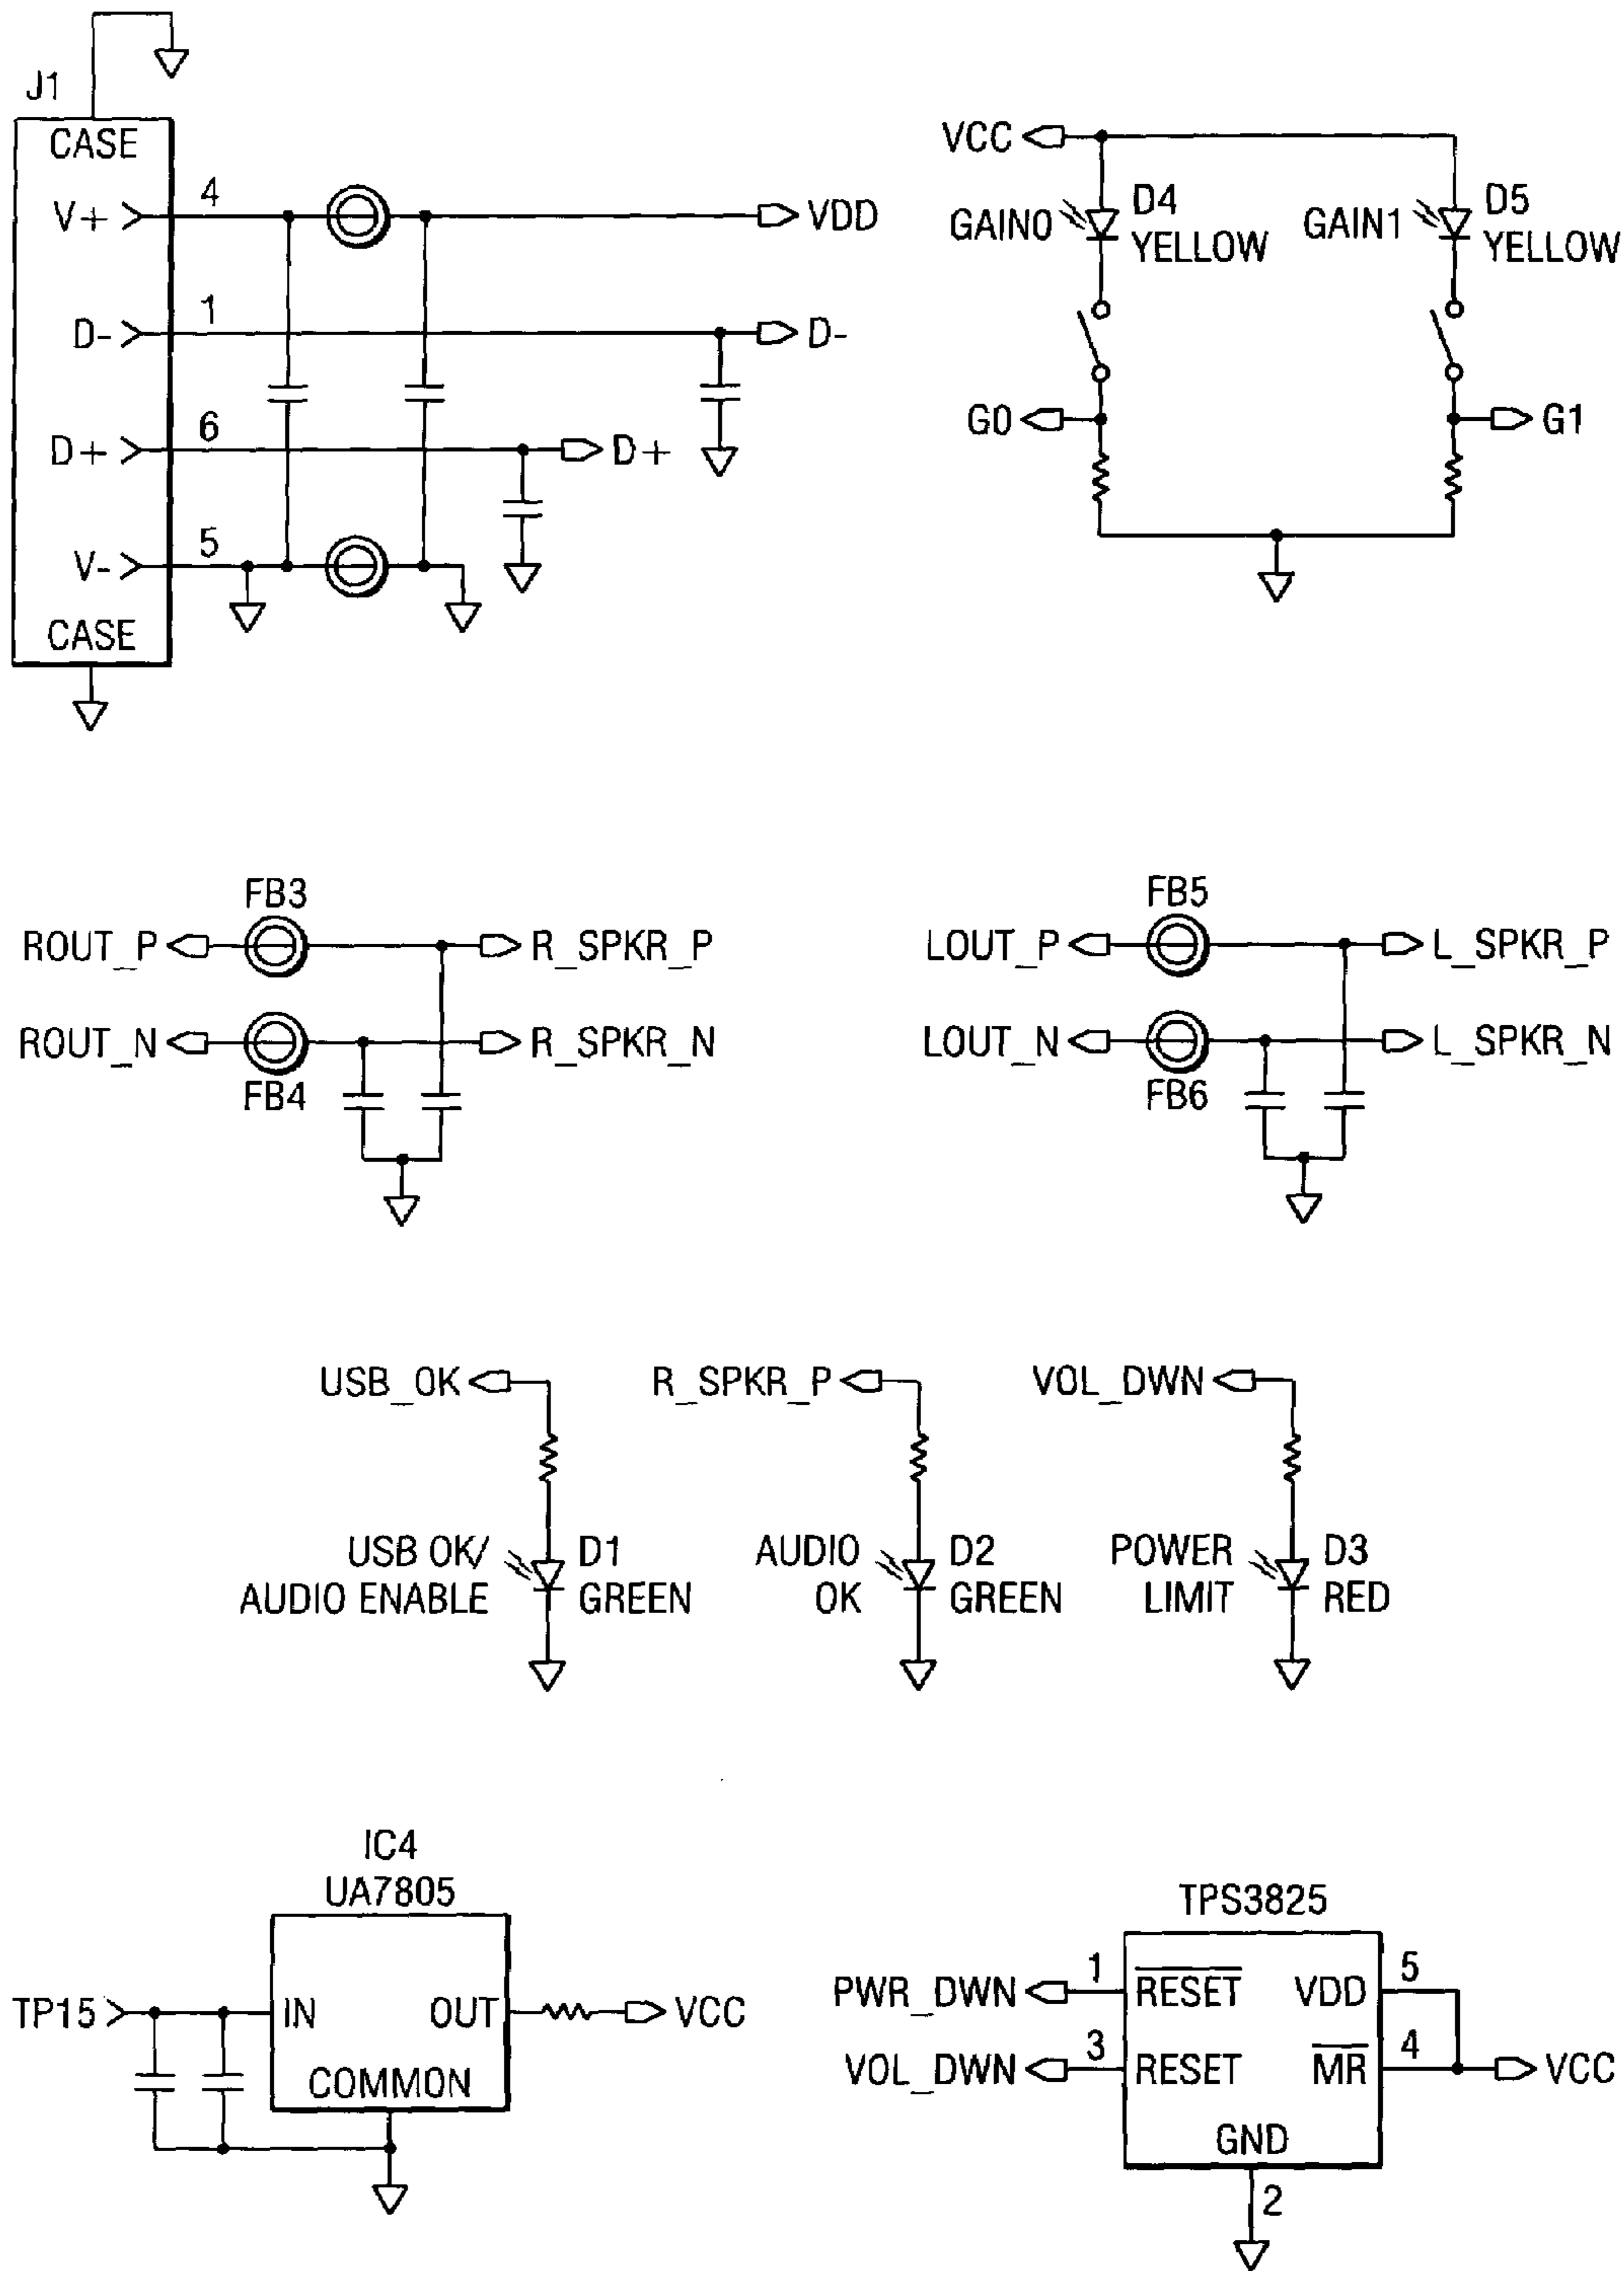 J1
CASE
V+ 4 VDD
D- 1 D-
D+ 6 D+
V- 5
CASE
VCC
GAIN0 D4 YELLOW
GAIN1 D5 YELLOW
G0 G1
FB3
ROUT_P R_SPKR_P
ROUT_N R_SPKR_N
FB4
FB5
LOUT_P L_SPKR_P
LOUT_N L_SPKR_N
FB6
USB_OK
USB OK/ D1
AUDIO ENABLE GREEN
R_SPKR_P
AUDIO D2
OK GREEN
VOL_DWN
POWER D3
LIMIT RED
IC4
UA7805
TP15 IN OUT VCC
COMMON
TPS3825
PWR_DWN 1 RESET VDD 5
VOL_DWN 3 RESET MR 4 VCC
GND
2